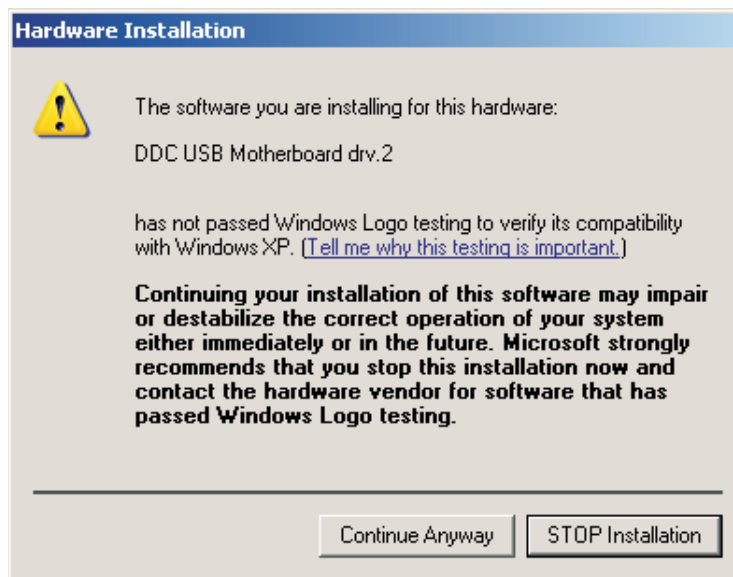 Hardware Installation
The software you are installing for this hardware:
DDC USB Motherboard drv.2
has not passed Windows Logo testing to verify its compatibility
with Windows XP. (Tell me why this testing is important.)
Continuing your installation of this software may impair
or destabilize the correct operation of your system
either immediately or in the future. Microsoft strongly
recommends that you stop this installation now and
contact the hardware vendor for software that has
passed Windows Logo testing.
Continue Anyway
STOP Installation